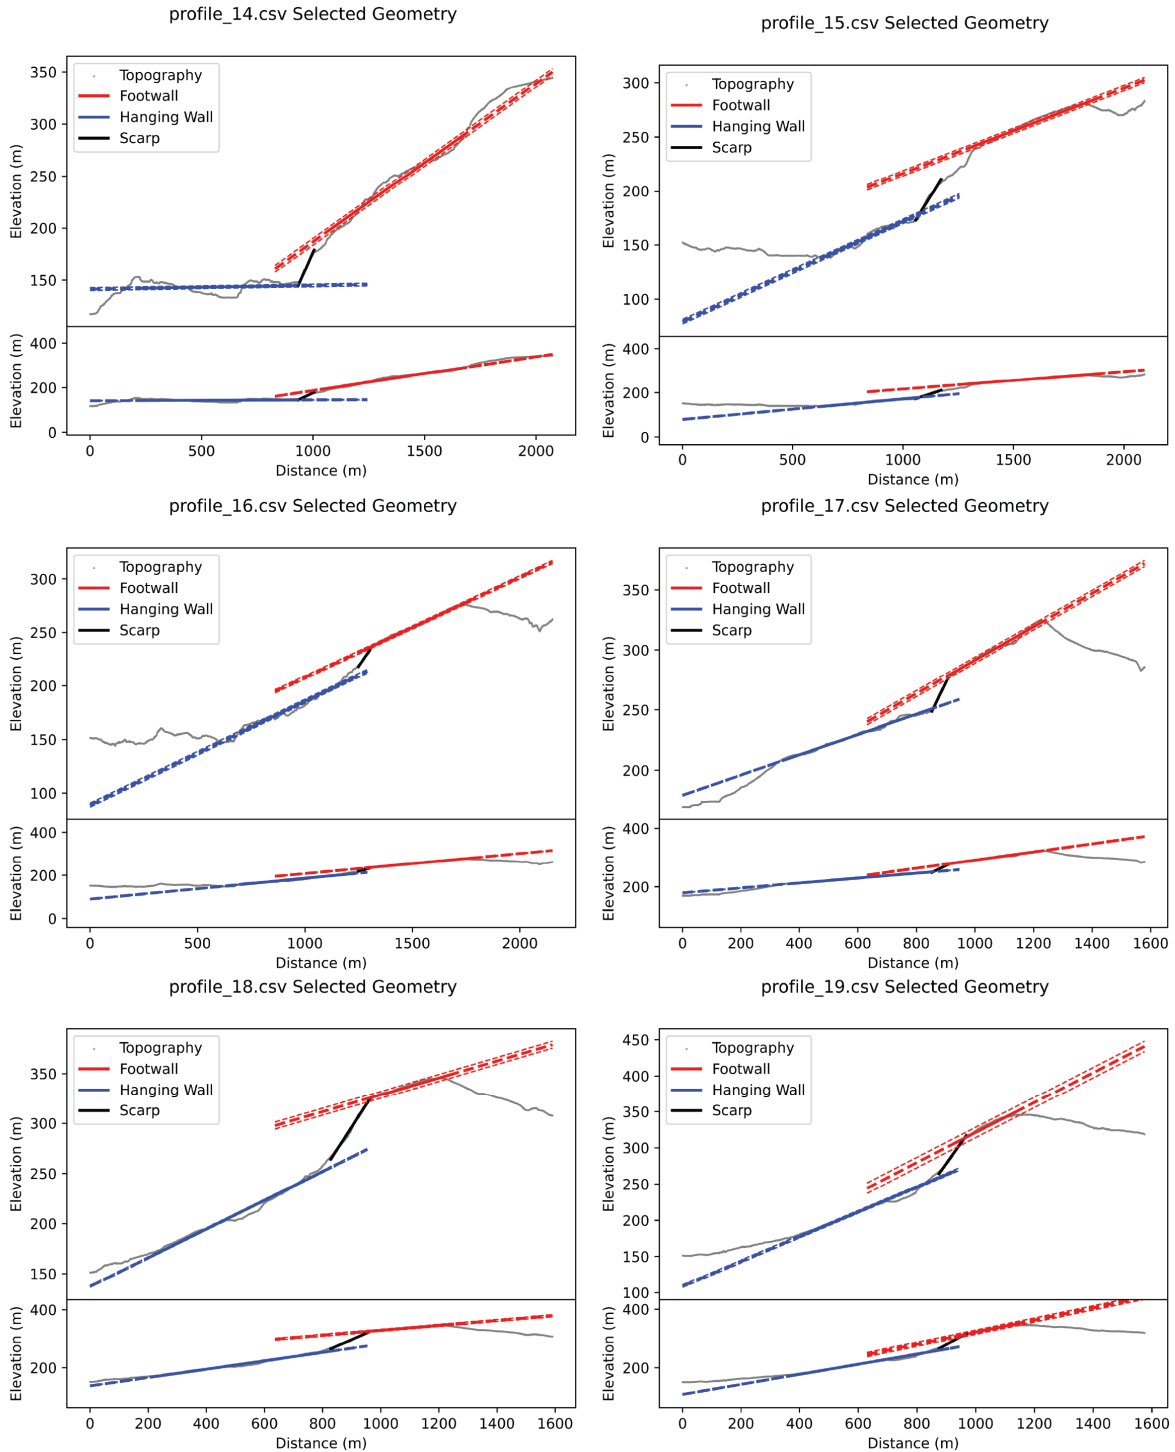 profile_14.csv Selected Geometry
Topography
Footwall
Hanging Wall
Scarp
350
300
250
200
150
Elevation (m)
400
200
0
Elevation (m)
0 500 1000 1500 2000
Distance (m)
profile_15.csv Selected Geometry
Topography
Footwall
Hanging Wall
Scarp
300
250
200
150
100
Elevation (m)
400
200
0
Elevation (m)
0 500 1000 1500 2000
Distance (m)
profile_16.csv Selected Geometry
Topography
Footwall
Hanging Wall
Scarp
300
250
200
150
100
Elevation (m)
400
200
0
Elevation (m)
0 500 1000 1500 2000
Distance (m)
profile_17.csv Selected Geometry
Topography
Footwall
Hanging Wall
Scarp
350
300
250
200
Elevation (m)
400
200
Elevation (m)
0 200 400 600 800 1000 1200 1400 1600
Distance (m)
profile_18.csv Selected Geometry
Topography
Footwall
Hanging Wall
Scarp
350
300
250
200
150
Elevation (m)
400
200
Elevation (m)
0 200 400 600 800 1000 1200 1400 1600
Distance (m)
profile_19.csv Selected Geometry
Topography
Footwall
Hanging Wall
Scarp
450
400
350
300
250
200
150
100
Elevation (m)
400
200
Elevation (m)
0 200 400 600 800 1000 1200 1400 1600
Distance (m)